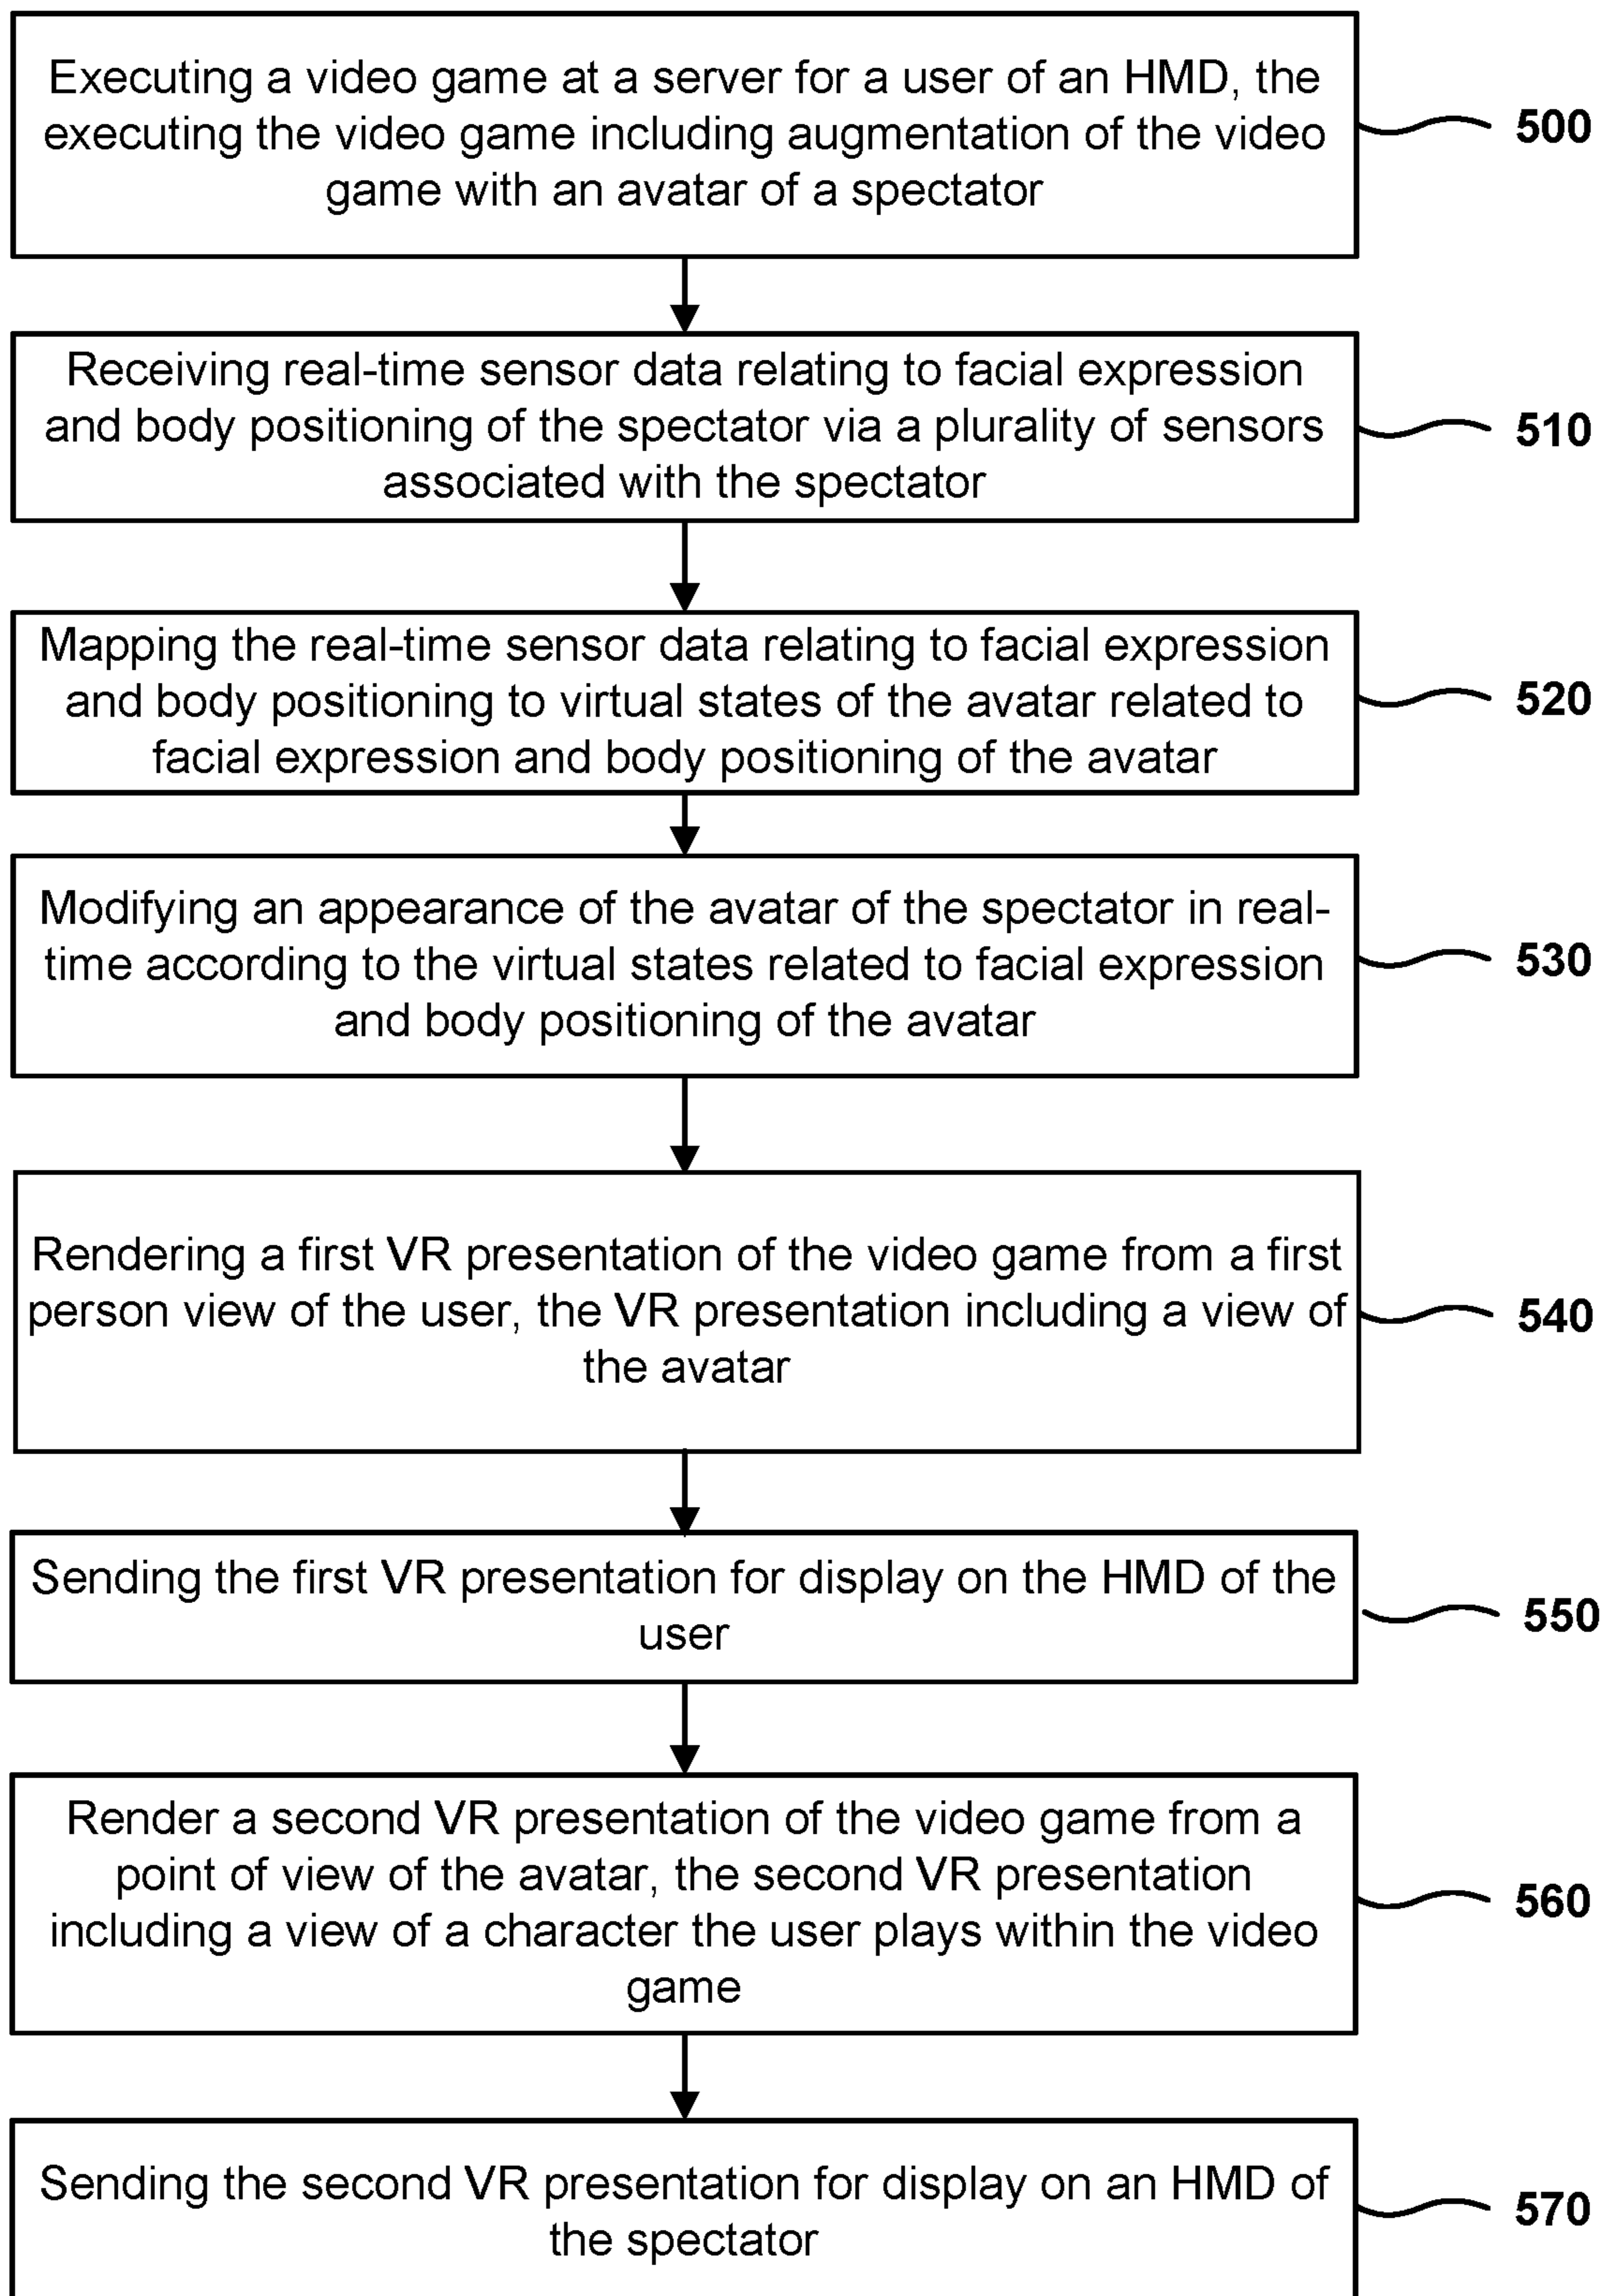 Executing a video game at a server for a user of an HMD, the
executing the video game including augmentation of the video
game with an avatar of a spectator
500
Receiving real-time sensor data relating to facial expression
and body positioning of the spectator via a plurality of sensors
associated with the spectator
510
Mapping the real-time sensor data relating to facial expression
and body positioning to virtual states of the avatar related to
facial expression and body positioning of the avatar
520
Modifying an appearance of the avatar of the spectator in real-
time according to the virtual states related to facial expression
and body positioning of the avatar
530
Rendering a first VR presentation of the video game from a first
person view of the user, the VR presentation including a view of
the avatar
540
Sending the first VR presentation for display on the HMD of the
user
550
Render a second VR presentation of the video game from a
point of view of the avatar, the second VR presentation
including a view of a character the user plays within the video
game
560
Sending the second VR presentation for display on an HMD of
the spectator
570